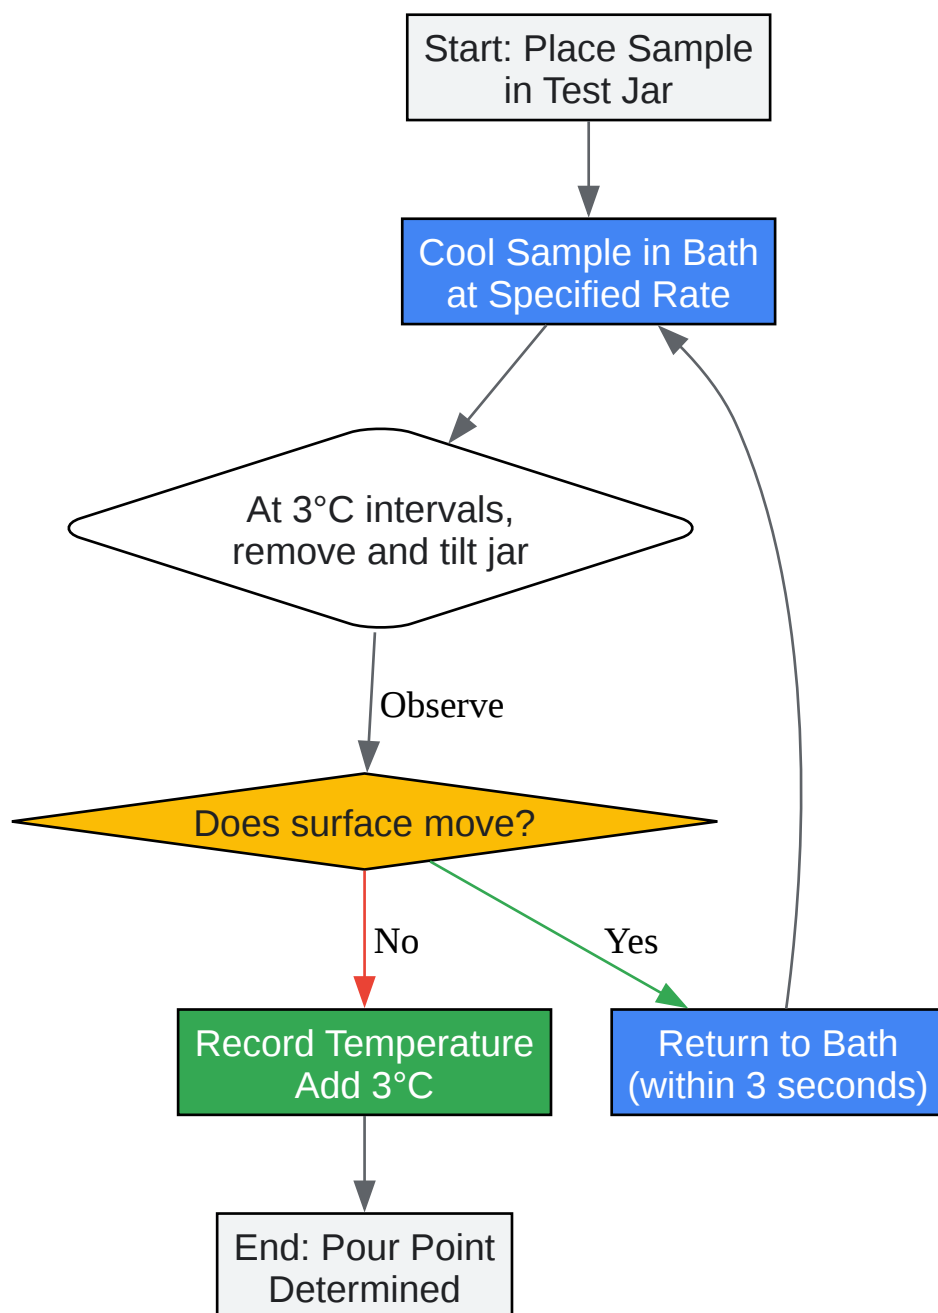 Start: Place Sample
in Test Jar
Cool Sample in Bath
at Specified Rate
At 3°C intervals,
remove and tilt jar
Observe
Does surface move?
No
Yes
Record Temperature
Add 3°C
Return to Bath
(within 3 seconds)
End: Pour Point
Determined